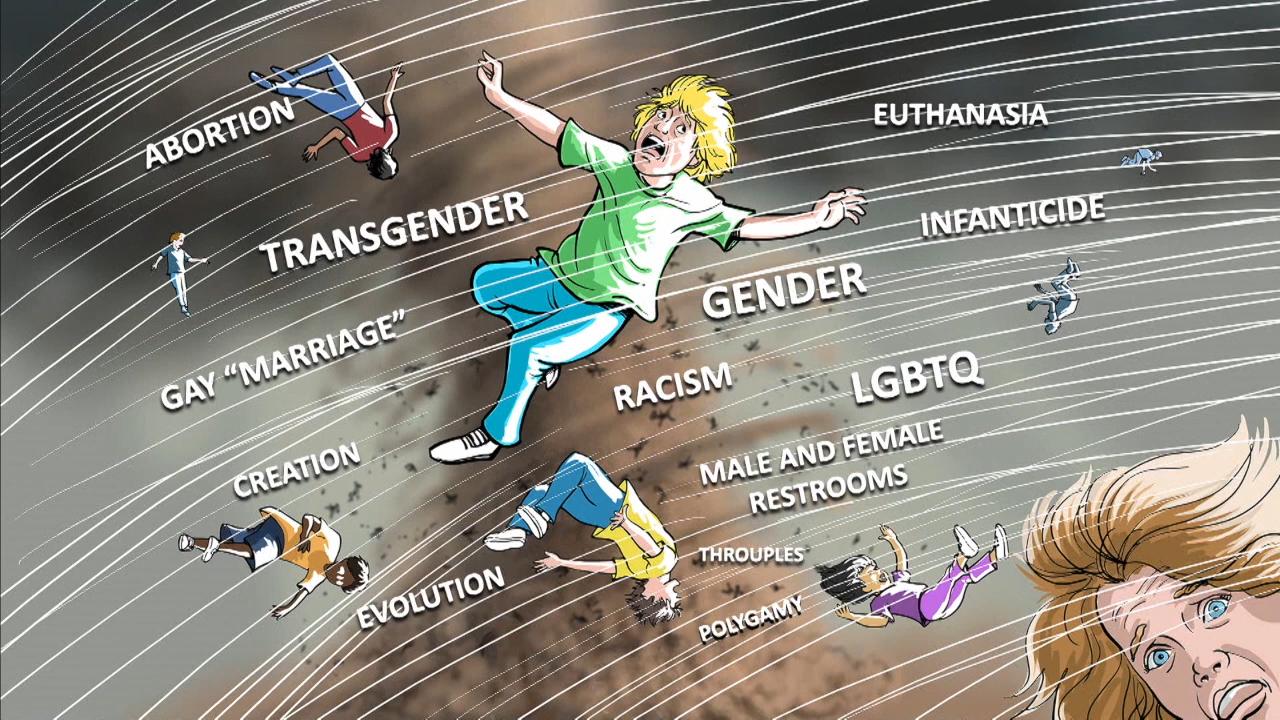 ABORTION
EUTHANASIA
TRANSGENDER
INFANTICIDE
GENDER
GAY “MARRIAGE”
RACISM
LGBTQ
CREATION
MALE AND FEMALE
RESTROOMS
EVOLUTION
THROUPLES
POLYGAMY